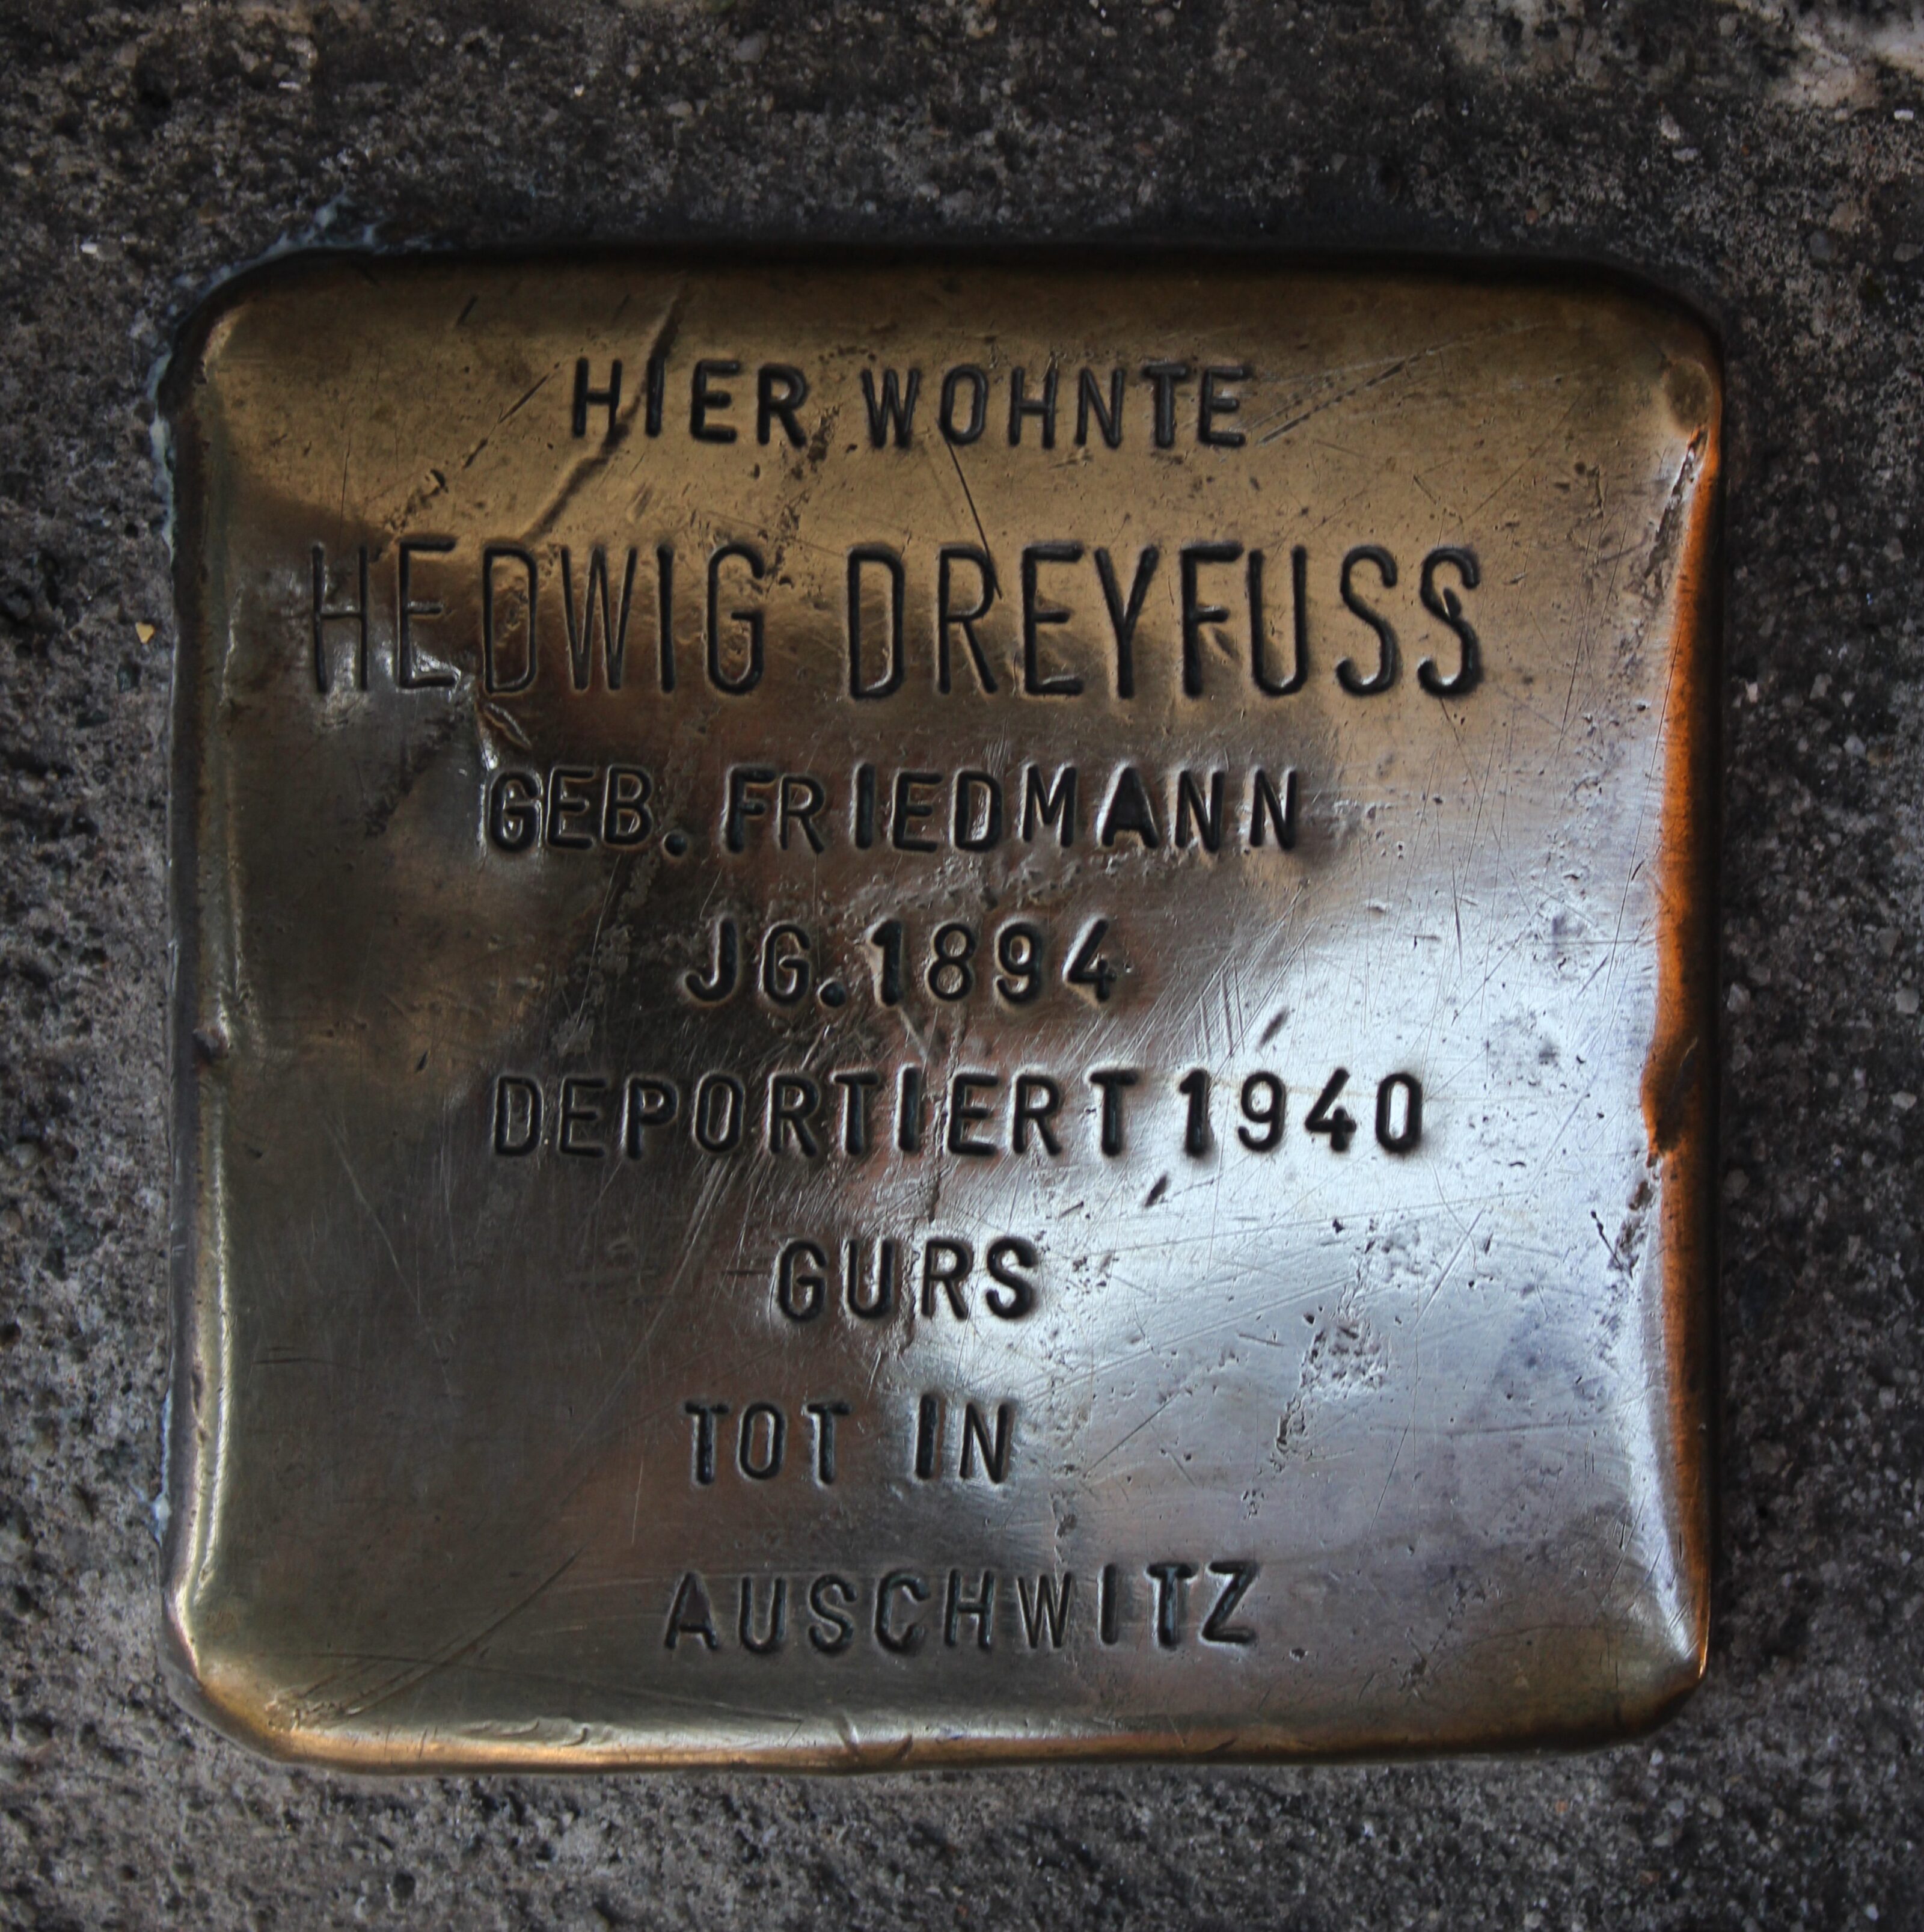 HIER WOHNTE
HEDWIG DREYFUSS
GEB. FRIEDMANN
JG. 1894
DEPORTIERT 1940
GURS
TOT IN
AUSCHWITZ